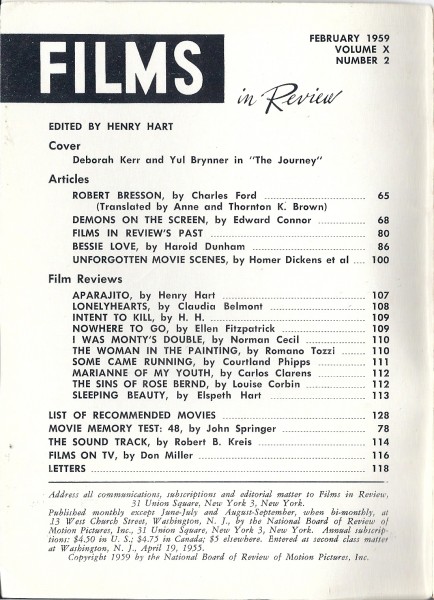 FILMS
in Review
FEBRUARY 1959
VOLUME X
NUMBER 2
EDITED BY HENRY HART
Cover
Deborah Kerr and Yul Brynner in "The Journey"
Articles
ROBERT BRESSON, by Charles Ford 65
(Translated by Anne and Thornton K. Brown)
DEMONS ON THE SCREEN, by Edward Connor 68
FILMS IN REVIEW'S PAST 80
BESSIE LOVE, by Harold Dunham 86
UNFORGOTTEN MOVIE SCENES, by Homer Dickens et al 100
Film Reviews
APARAJITO, by Henry Hart 107
LONELYHEARTS, by Claudia Belmont 108
INTENT TO KILL, by H. H. 109
NOWHERE TO GO, by Ellen Fitzpatrick 109
I WAS MONTY'S DOUBLE, by Norman Cecil 110
THE WOMAN IN THE PAINTING, by Romano Tozzi 110
SOME CAME RUNNING, by Courtland Phipps 111
MARIANNE OF MY YOUTH, by Carlos Clarens 112
THE SINS OF ROSE BERND, by Louise Corbin 112
SLEEPING BEAUTY, by Elspeth Hart 113
LIST OF RECOMMENDED MOVIES 128
MOVIE MEMORY TEST: 48, by John Springer 78
THE SOUND TRACK, by Robert B. Kreis 114
FILMS ON TV, by Don Miller 116
LETTERS 118
Address all communications, subscriptions and editorial matter to Films in Review,
31 Union Square, New York 3, New York.
Published monthly except June-July and August-September, when bi-monthly, at
13 West Church Street, Washington, N. J., by the National Board of Review of
Motion Pictures, Inc., 31 Union Square, New York 3, New York. Annual subscrip-
tions: $4.50 in U. S.; $4.75 in Canada; $5 elsewhere. Entered at second class matter
at Washington, N. J., April 19, 1955.
Copyright 1959 by the National Board of Review of Motion Pictures, Inc.